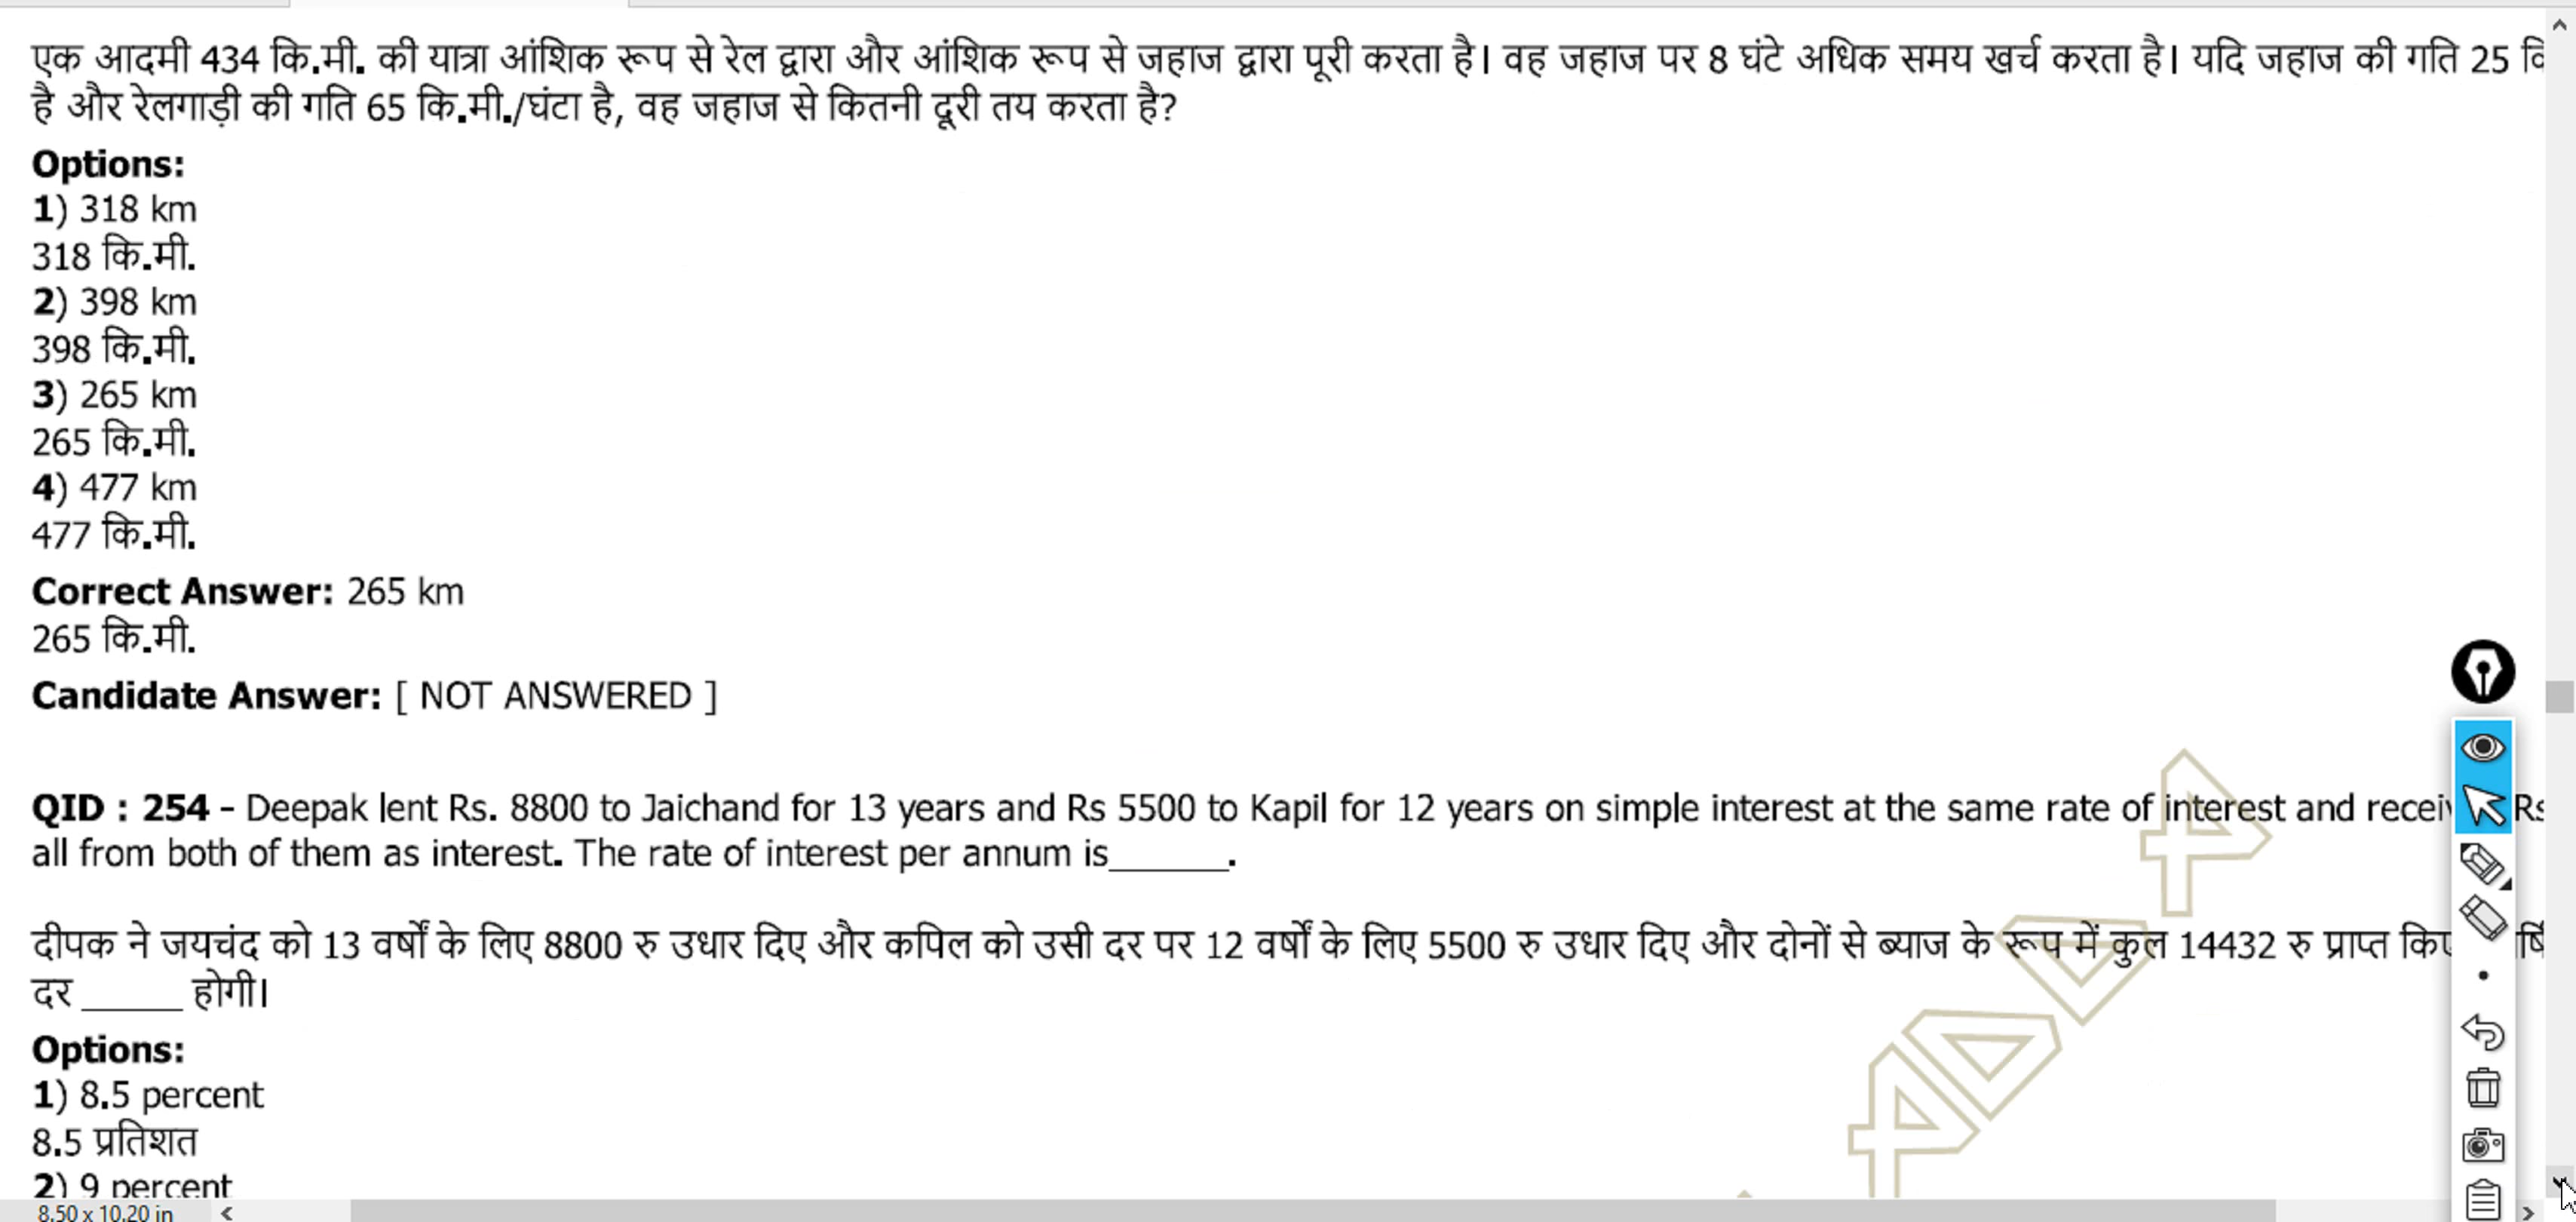 एक आदमी 434 कि.मी. की यात्रा आंशिक रूप से रेल द्वारा और आंशिक रूप से जहाज द्वारा पूरी करता है। वह जहाज पर 8 घंटे अधिक समय खर्च करता है। यदि जहाज की गति 25
है और रेलगाड़ी की गति 65 कि.मी./घंटा है, वह जहाज से कितनी दूरी तय करता है?
Options:
1) 318 km
318 कि.मी.
2) 398 km
398 कि.मी.
3) 265 km
265 कि.मी.
4) 477 km
477 कि.मी.
Correct Answer: 265 km
265 कि.मी.
Candidate Answer: [ NOT ANSWERED ]
QID : 254 - Deepak lent Rs. 8800 to Jaichand for 13 years and Rs 5500 to Kapil for 12 years on simple interest at the same rate of interest and Rs
all from both of them as interest. The rate of interest per annum is______.
दीपक ने जयचंद को 13 वर्षों के लिए 8800 रु उधार दिए और कपिल को उसी दर पर 12 वर्षों के लिए 5500 रु उधार दिए और दोनों से ब्याज के रूप में कुल 14432 रु प्राप्त
दर _____ होगी।
Options:
1) 8.5 percent
8.5 प्रतिशत
2) 9 percent
8.50 x 10.20 in